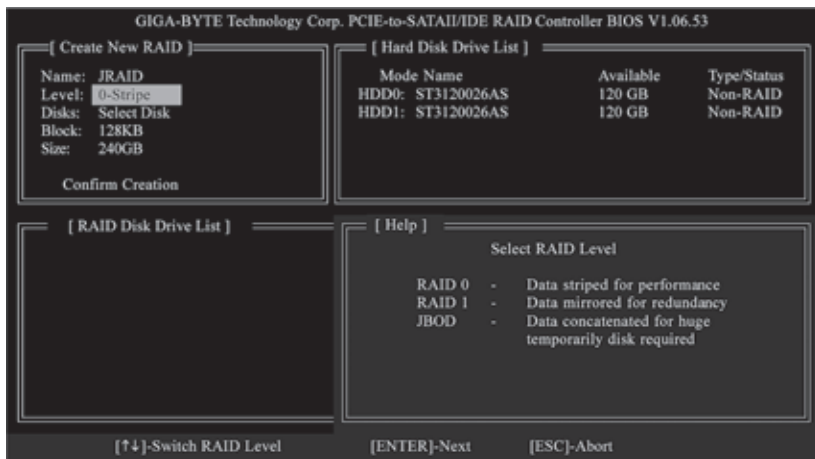 GIGA-BYTE Technology Corp. PCIE-to-SATAII/IDE RAID Controller BIOS V1.06.53
[ Create New RAID ]
Name: JRAID
Level: 0-Stripe
Disks: Select Disk
Block: 128KB
Size: 240GB
Confirm Creation
[ Hard Disk Drive List ]
Mode Name Available Type/Status
HDD0: ST3120026AS 120 GB Non-RAID
HDD1: ST3120026AS 120 GB Non-RAID
[ RAID Disk Drive List ]
[ Help ]
Select RAID Level
RAID 0 - Data striped for performance
RAID 1 - Data mirrored for redundancy
JBOD - Data concatenated for huge
temporarily disk required
[↑↓]-Switch RAID Level [ENTER]-Next [ESC]-Abort